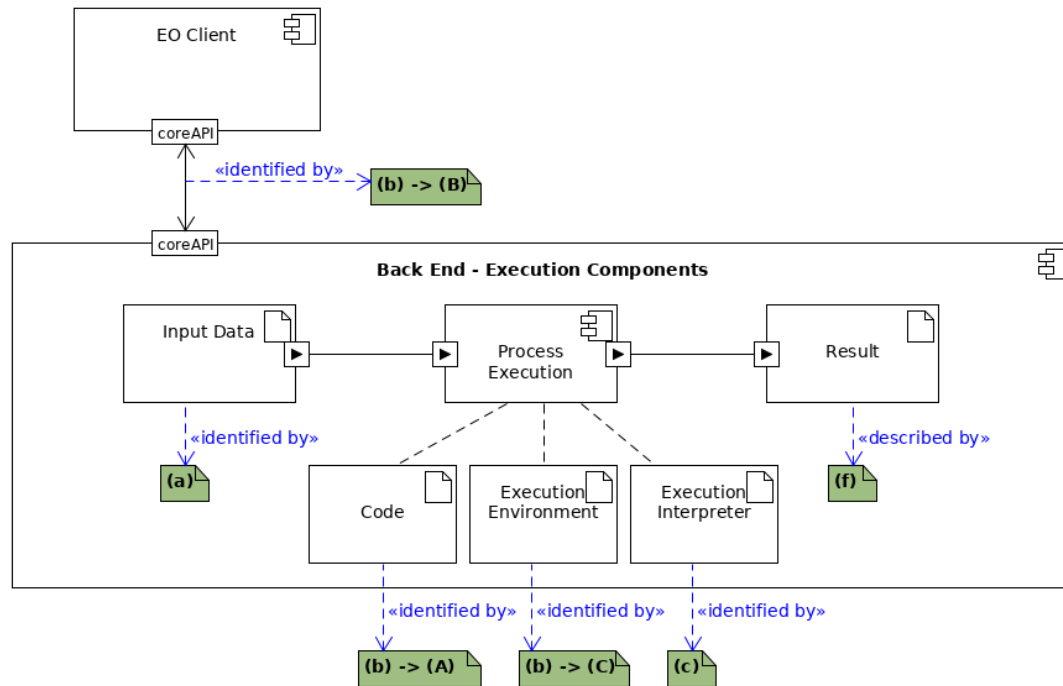 EO Client
coreAPI
«identified by»
(b) -> (B)
coreAPI
Back End - Execution Components
Input Data
Process
Execution
Result
«identified by»
«described by»
(a)
(f)
Code
Execution
Environment
Execution
Interpreter
«identified by»
«identified by»
«identified by»
(b) -> (A)
(b) -> (C)
(c)